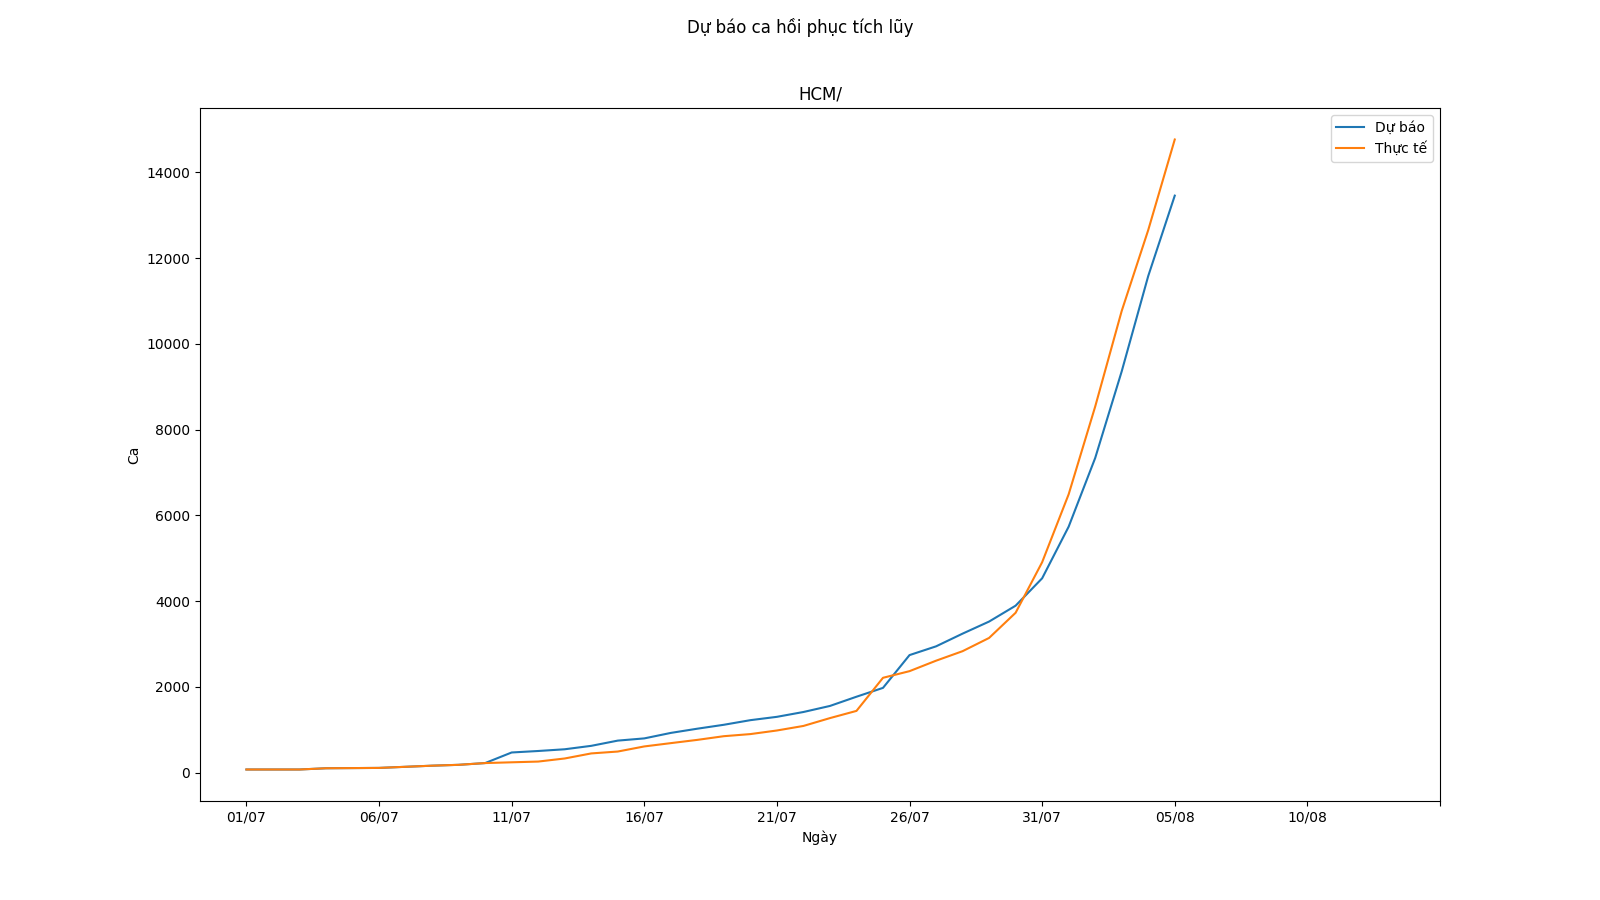 Dự báo ca hồi phục tích lũy
HCM/
Dự báo
Thực tế
14000
12000
10000
8000
6000
4000
2000
0
Ca
01/07 06/07 11/07 16/07 21/07 26/07 31/07 05/08 10/08
Ngày